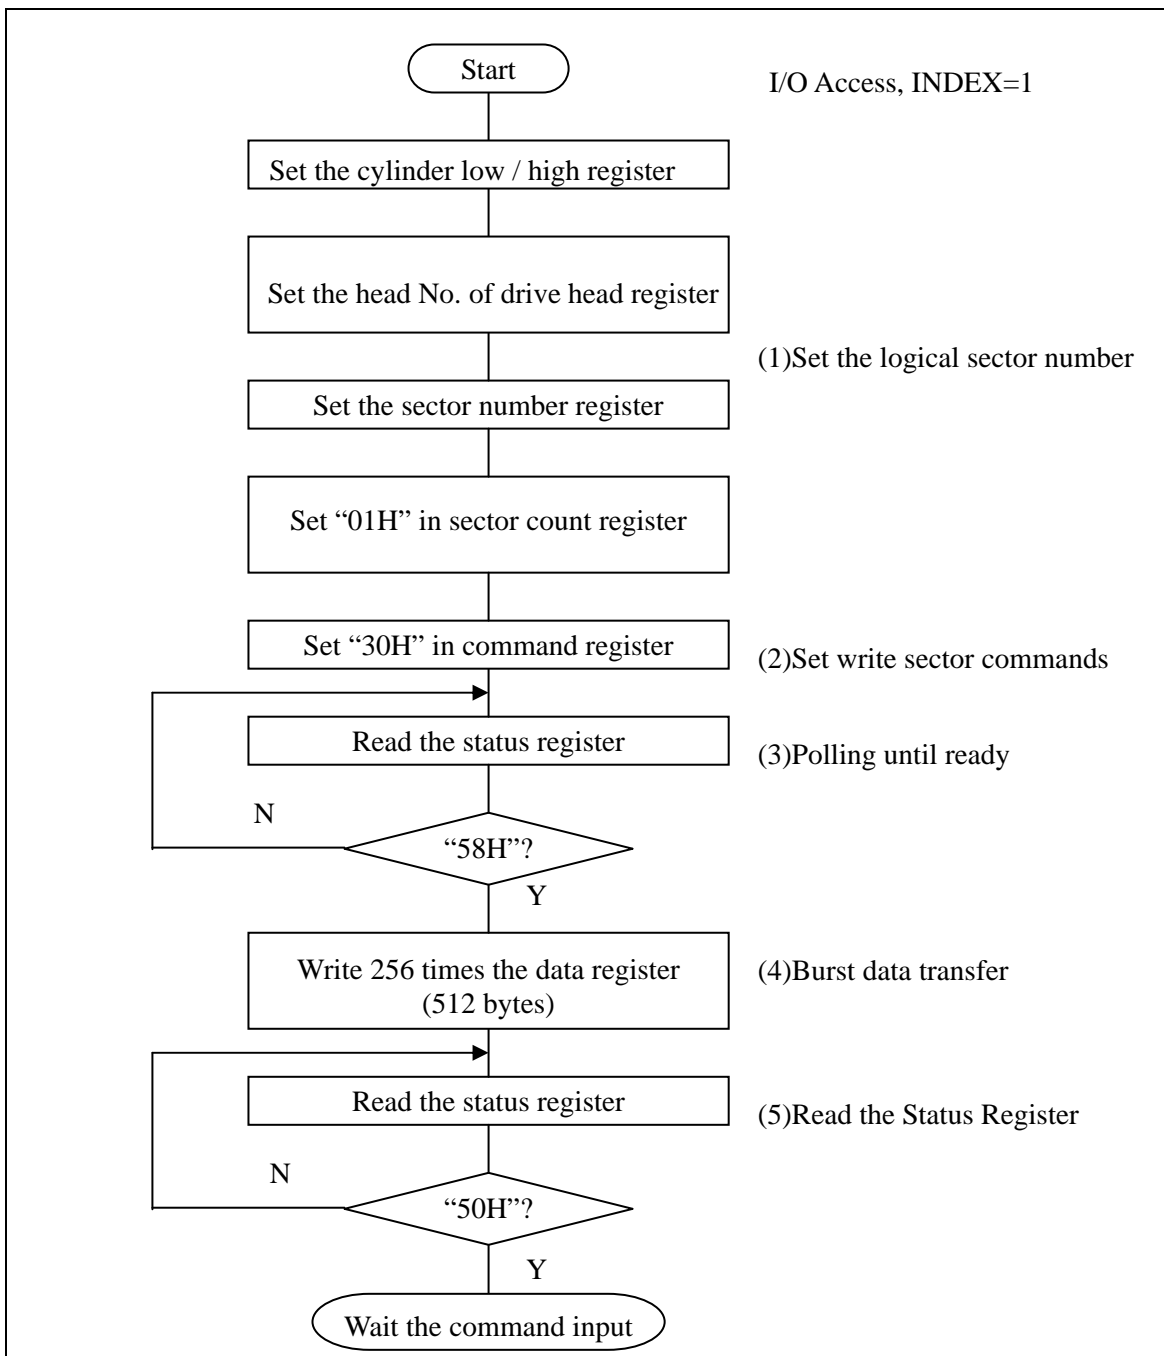 Start
I/O Access, INDEX=1
Set the cylinder low / high register
Set the head No. of drive head register
(1)Set the logical sector number
Set the sector number register
Set “01H” in sector count register
Set “30H” in command register
(2)Set write sector commands
Read the status register
(3)Polling until ready
N
“58H”?
Y
Write 256 times the data register
(512 bytes)
(4)Burst data transfer
Read the status register
(5)Read the Status Register
N
“50H”?
Y
Wait the command input